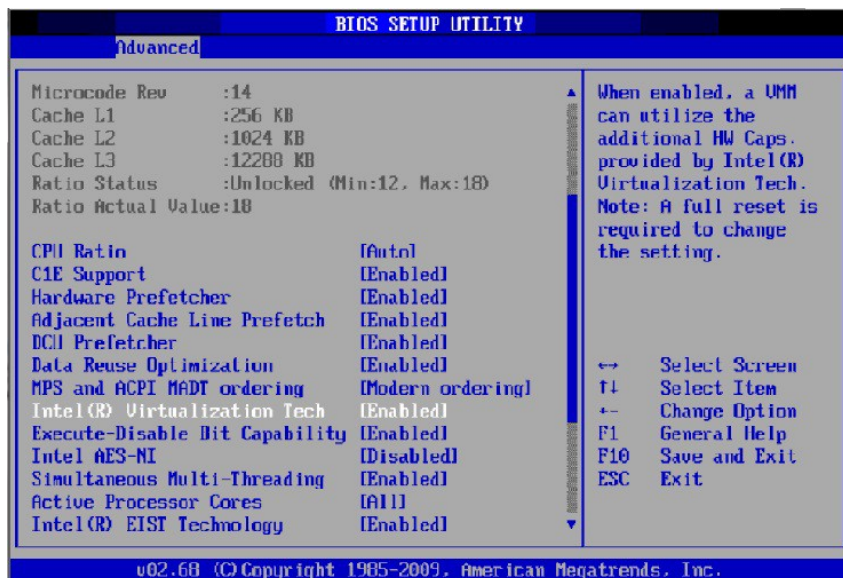 BIOS SETUP UTILITY
Advanced
Microcode Rev :14
Cache L1 :256 KB
Cache L2 :1024 KB
Cache L3 :12288 KB
Ratio Status :Unlocked (Min:12, Max:18)
Ratio Actual Value:18
CPU Ratio [Auto]
C1E Support [Enabled]
Hardware Prefetcher [Enabled]
Adjacent Cache Line Prefetch [Enabled]
DCU Prefetcher [Enabled]
Data Reuse Optimization [Enabled]
MPS and ACPI MADT ordering [Modern ordering]
Intel(R) Virtualization Tech [Enabled]
Execute-Disable Bit Capability [Enabled]
Intel AES-NI [Disabled]
Simultaneous Multi-Threading [Enabled]
Active Processor Cores [All]
Intel(R) EIST Technology [Enabled]
When enabled, a VMM
can utilize the
additional HW Caps.
provided by Intel(R)
Virtualization Tech.
Note: A full reset is
required to change
the setting.
↔ Select Screen
↑↓ Select Item
+- Change Option
F1 General Help
F10 Save and Exit
ESC Exit
v02.68 (C)Copyright 1985-2009, American Megatrends, Inc.